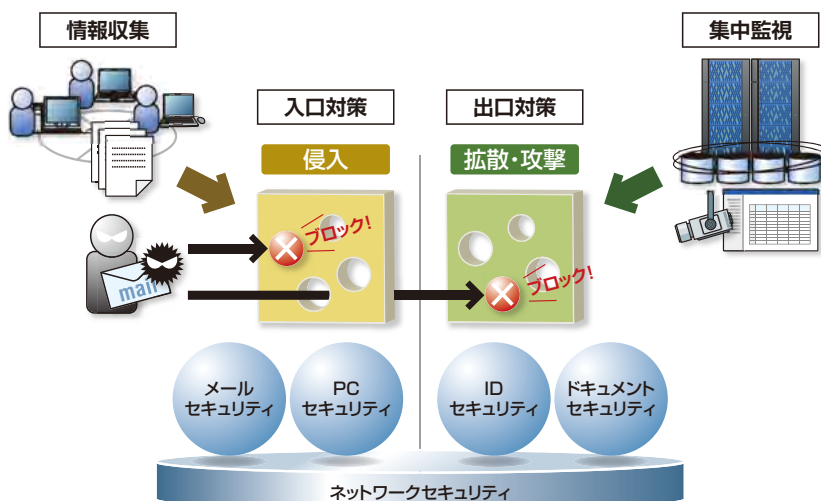 情報収集
集中監視
入口対策
出口対策
侵入
拡散・攻撃
ブロック!
mail
ブロック!
メール
セキュリティ
PC
セキュリティ
ID
セキュリティ
ドキュメント
セキュリティ
ネットワークセキュリティ